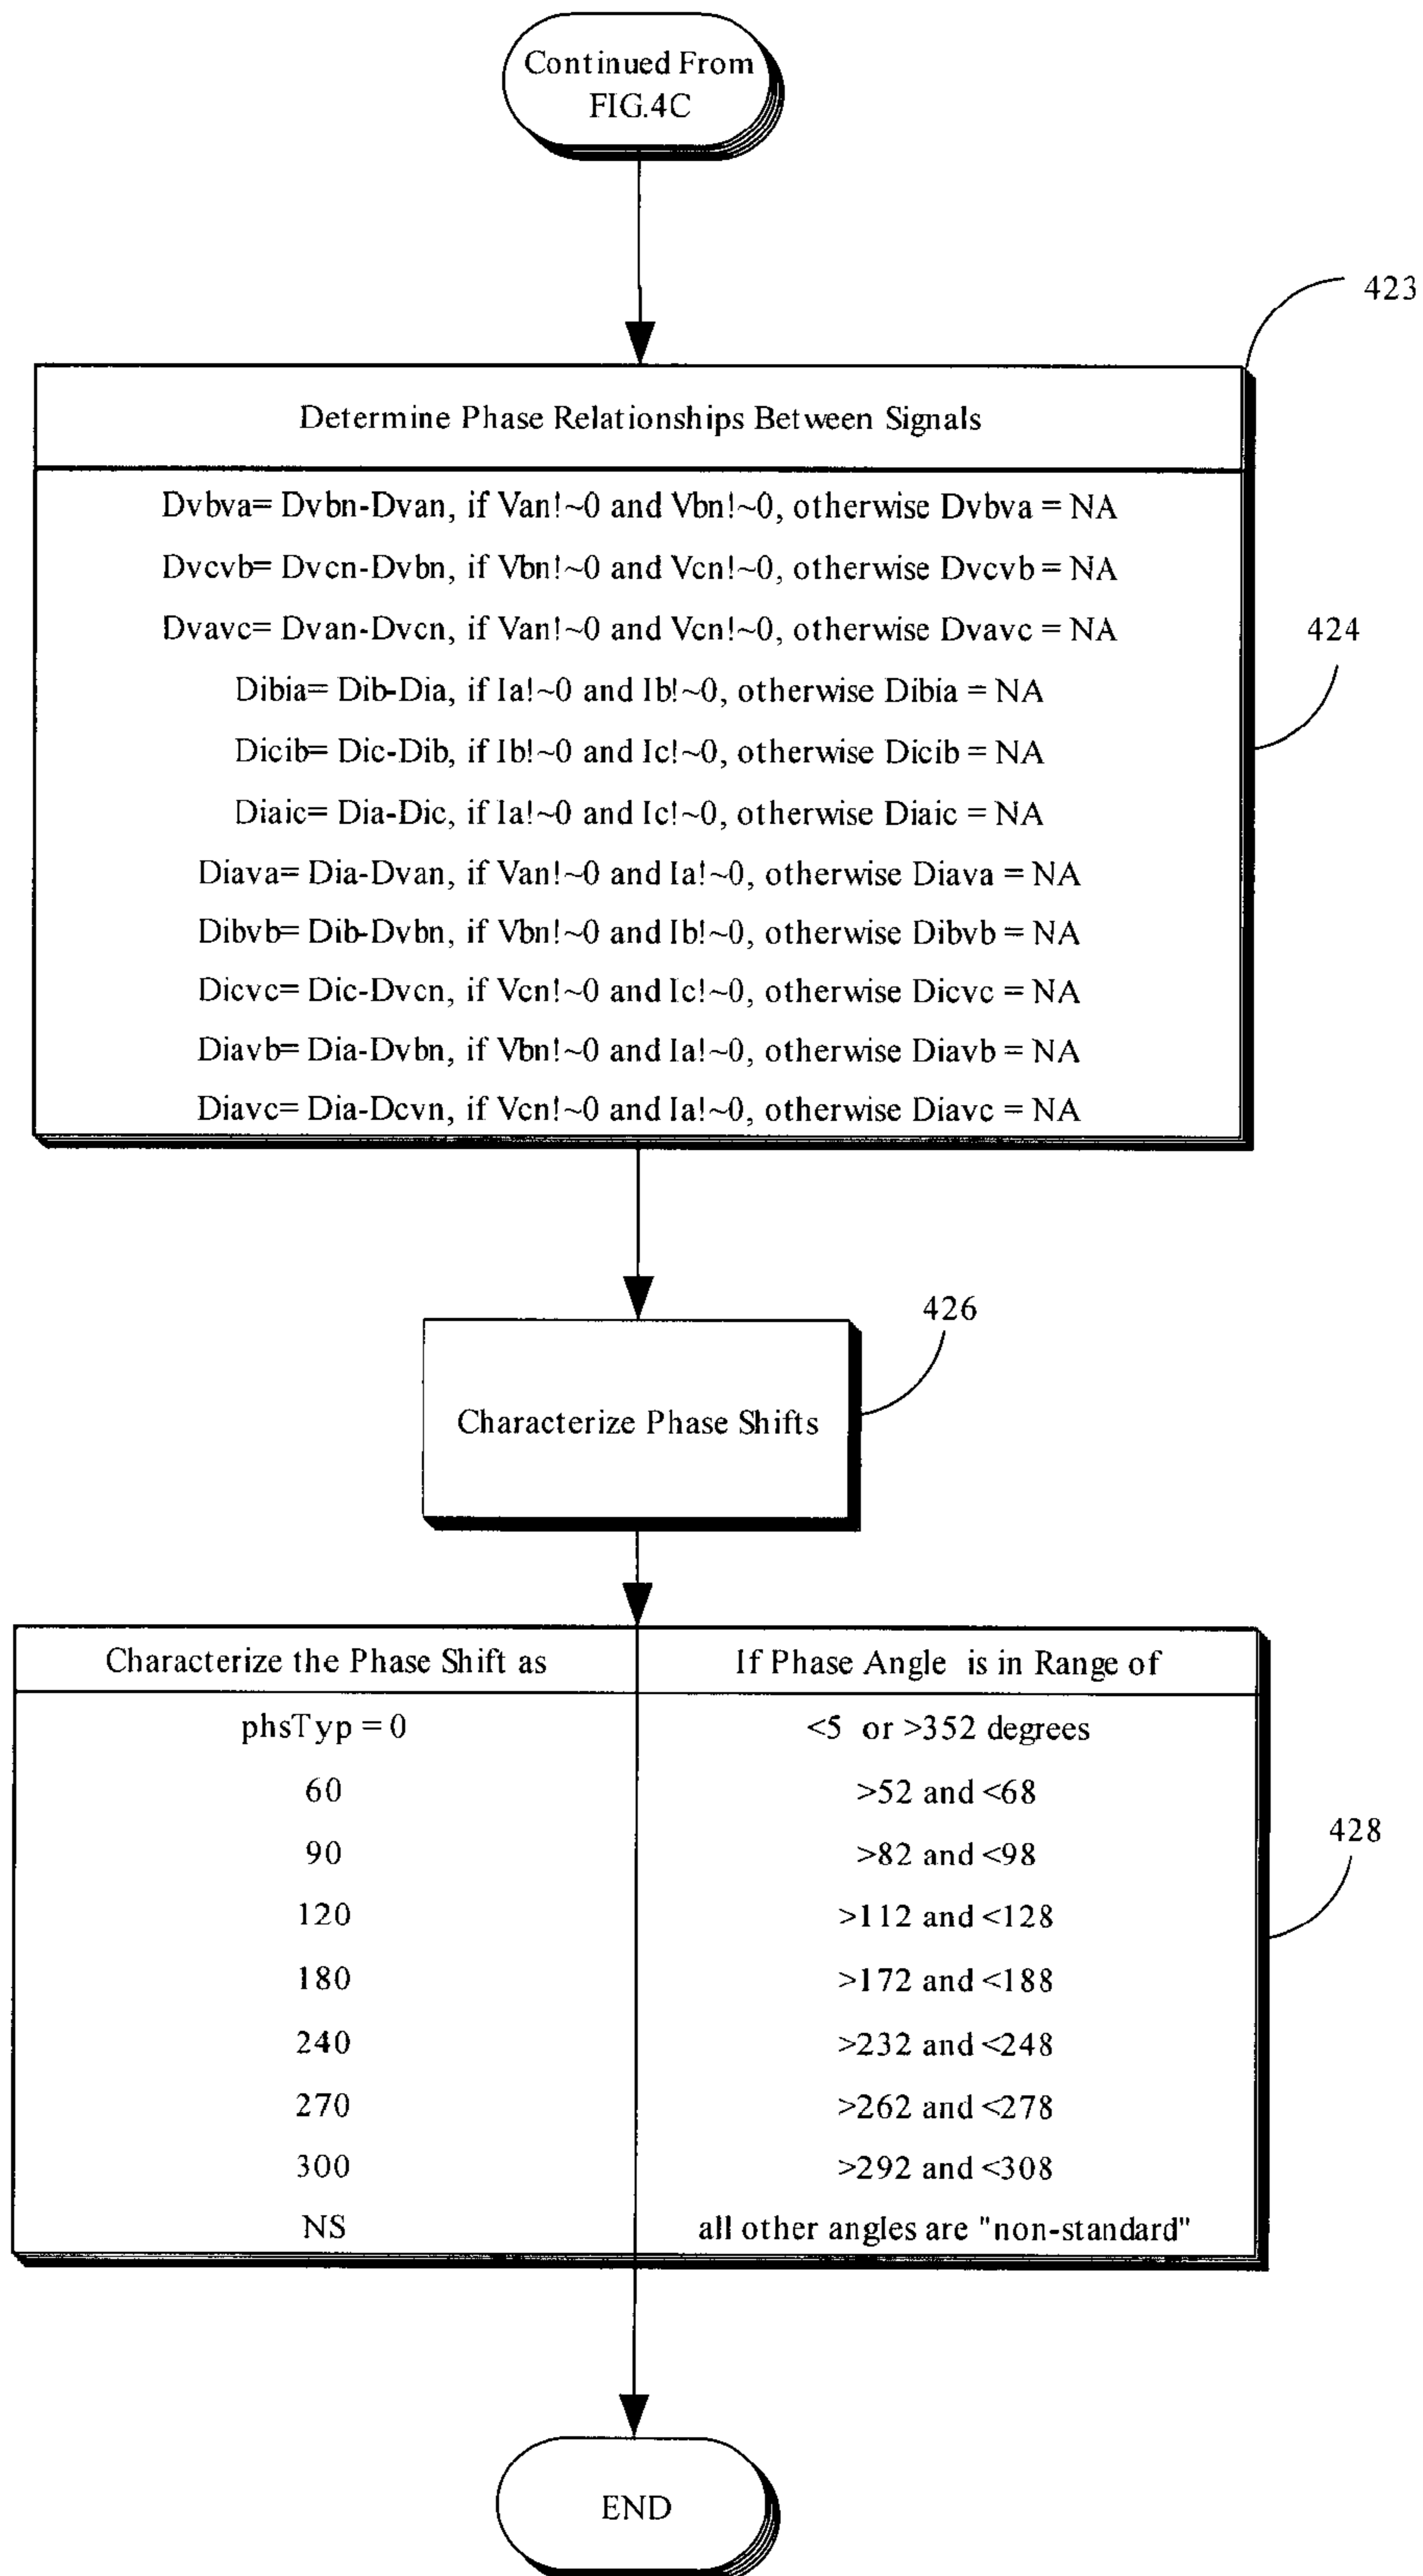 Continued From
FIG.4C
423
Determine Phase Relationships Between Signals
Dvbva= Dvbn-Dvan, if Van!~0 and Vbn!~0, otherwise Dvbva = NA
Dvcvb= Dvcn-Dvbn, if Vbn!~0 and Vcn!~0, otherwise Dvcvb = NA
Dvavc= Dvan-Dvcn, if Van!~0 and Vcn!~0, otherwise Dvavc = NA
424
Dibia= Dib-Dia, if Ia!~0 and Ib!~0, otherwise Dibia = NA
Dicib= Dic-Dib, if Ib!~0 and Ic!~0, otherwise Dicib = NA
Diaic= Dia-Dic, if Ia!~0 and Ic!~0, otherwise Diaic = NA
Diava= Dia-Dvan, if Van!~0 and Ia!~0, otherwise Diava = NA
Dibvb= Dib-Dvbn, if Vbn!~0 and Ib!~0, otherwise Dibvb = NA
Dicvc= Dic-Dvcn, if Vcn!~0 and Ic!~0, otherwise Dicvc = NA
Diavb= Dia-Dvbn, if Vbn!~0 and Ia!~0, otherwise Diavb = NA
Diavc= Dia-Dcvn, if Vcn!~0 and Ia!~0, otherwise Diavc = NA
426
Characterize Phase Shifts
Characterize the Phase Shift as If Phase Angle is in Range of
phsTyp = 0 <5 or >352 degrees
60 >52 and <68
90 >82 and <98
428
120 >112 and <128
180 >172 and <188
240 >232 and <248
270 >262 and <278
300 >292 and <308
NS all other angles are "non-standard"
END